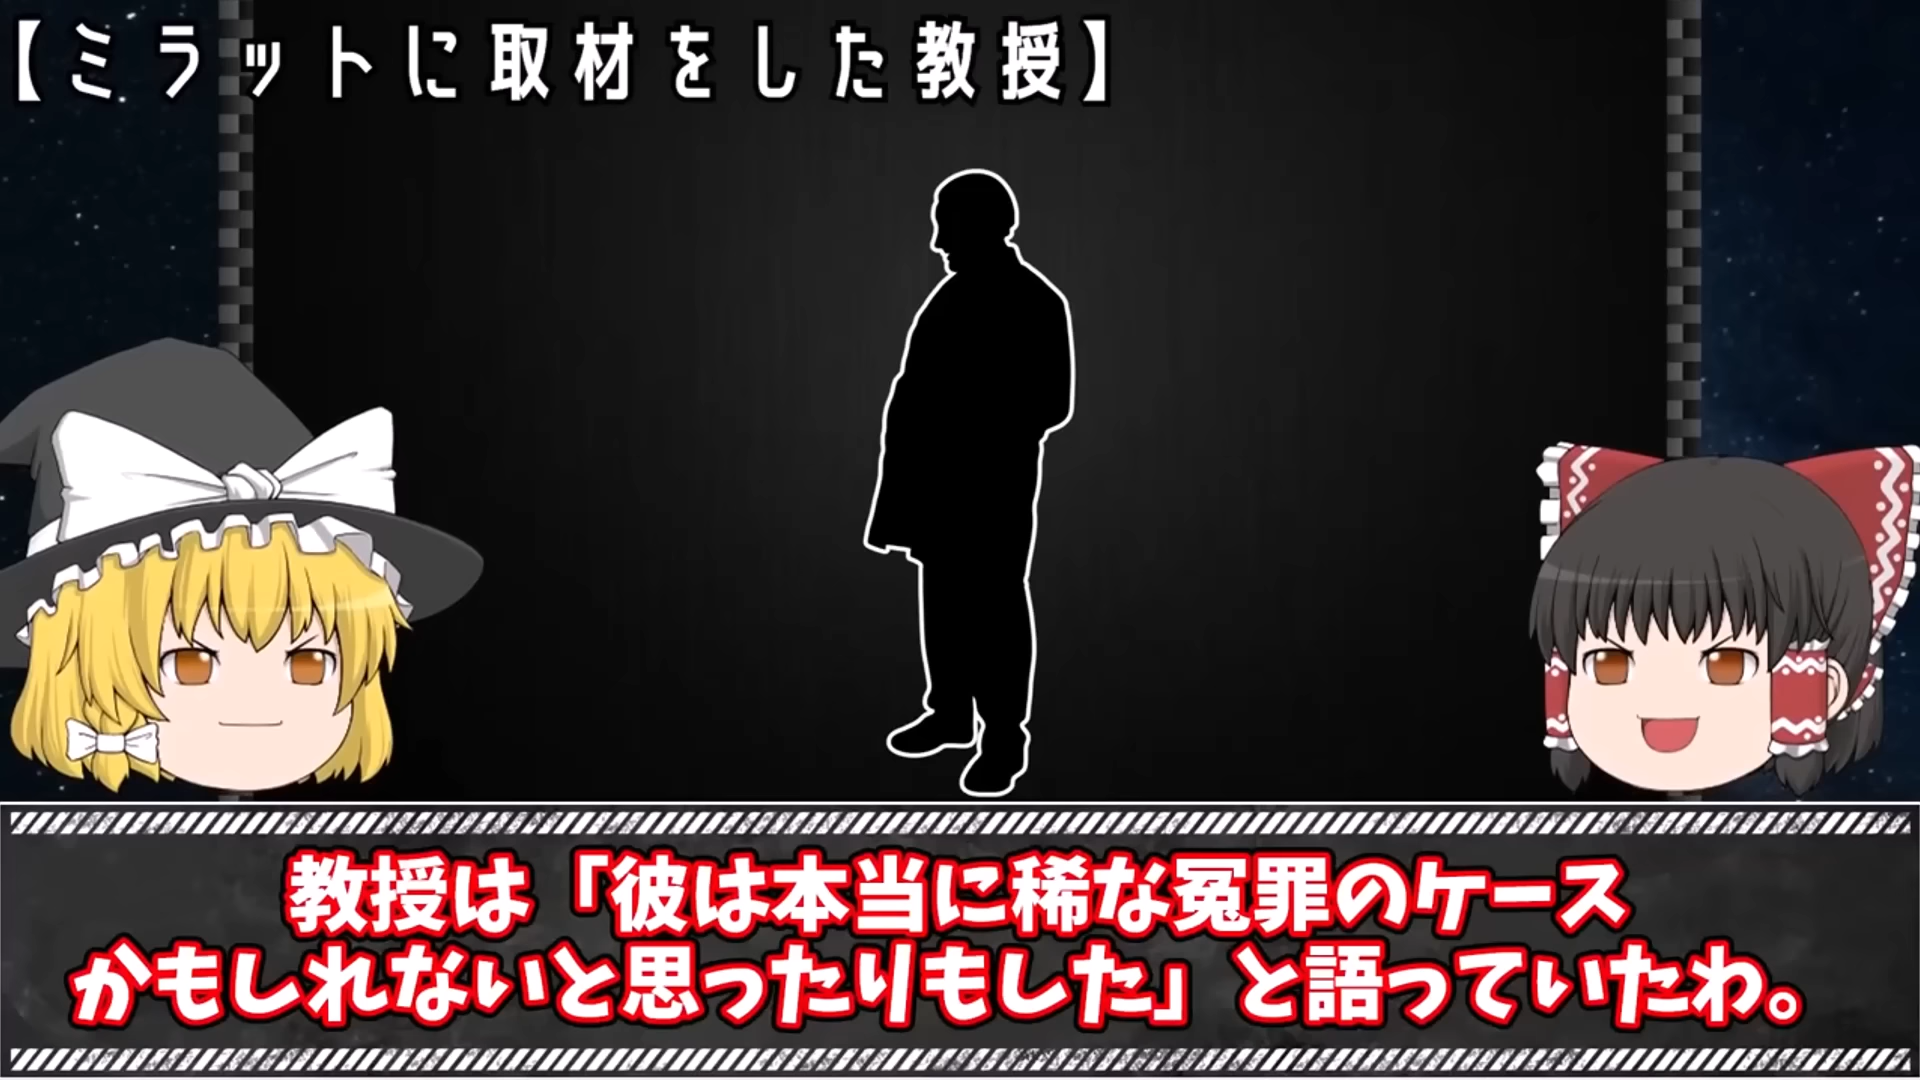 【ミラットに取材をした教授】
教授は「彼は本当に稀な冤罪のケース
かもしれないと思ったりもした」と語っていたわ。